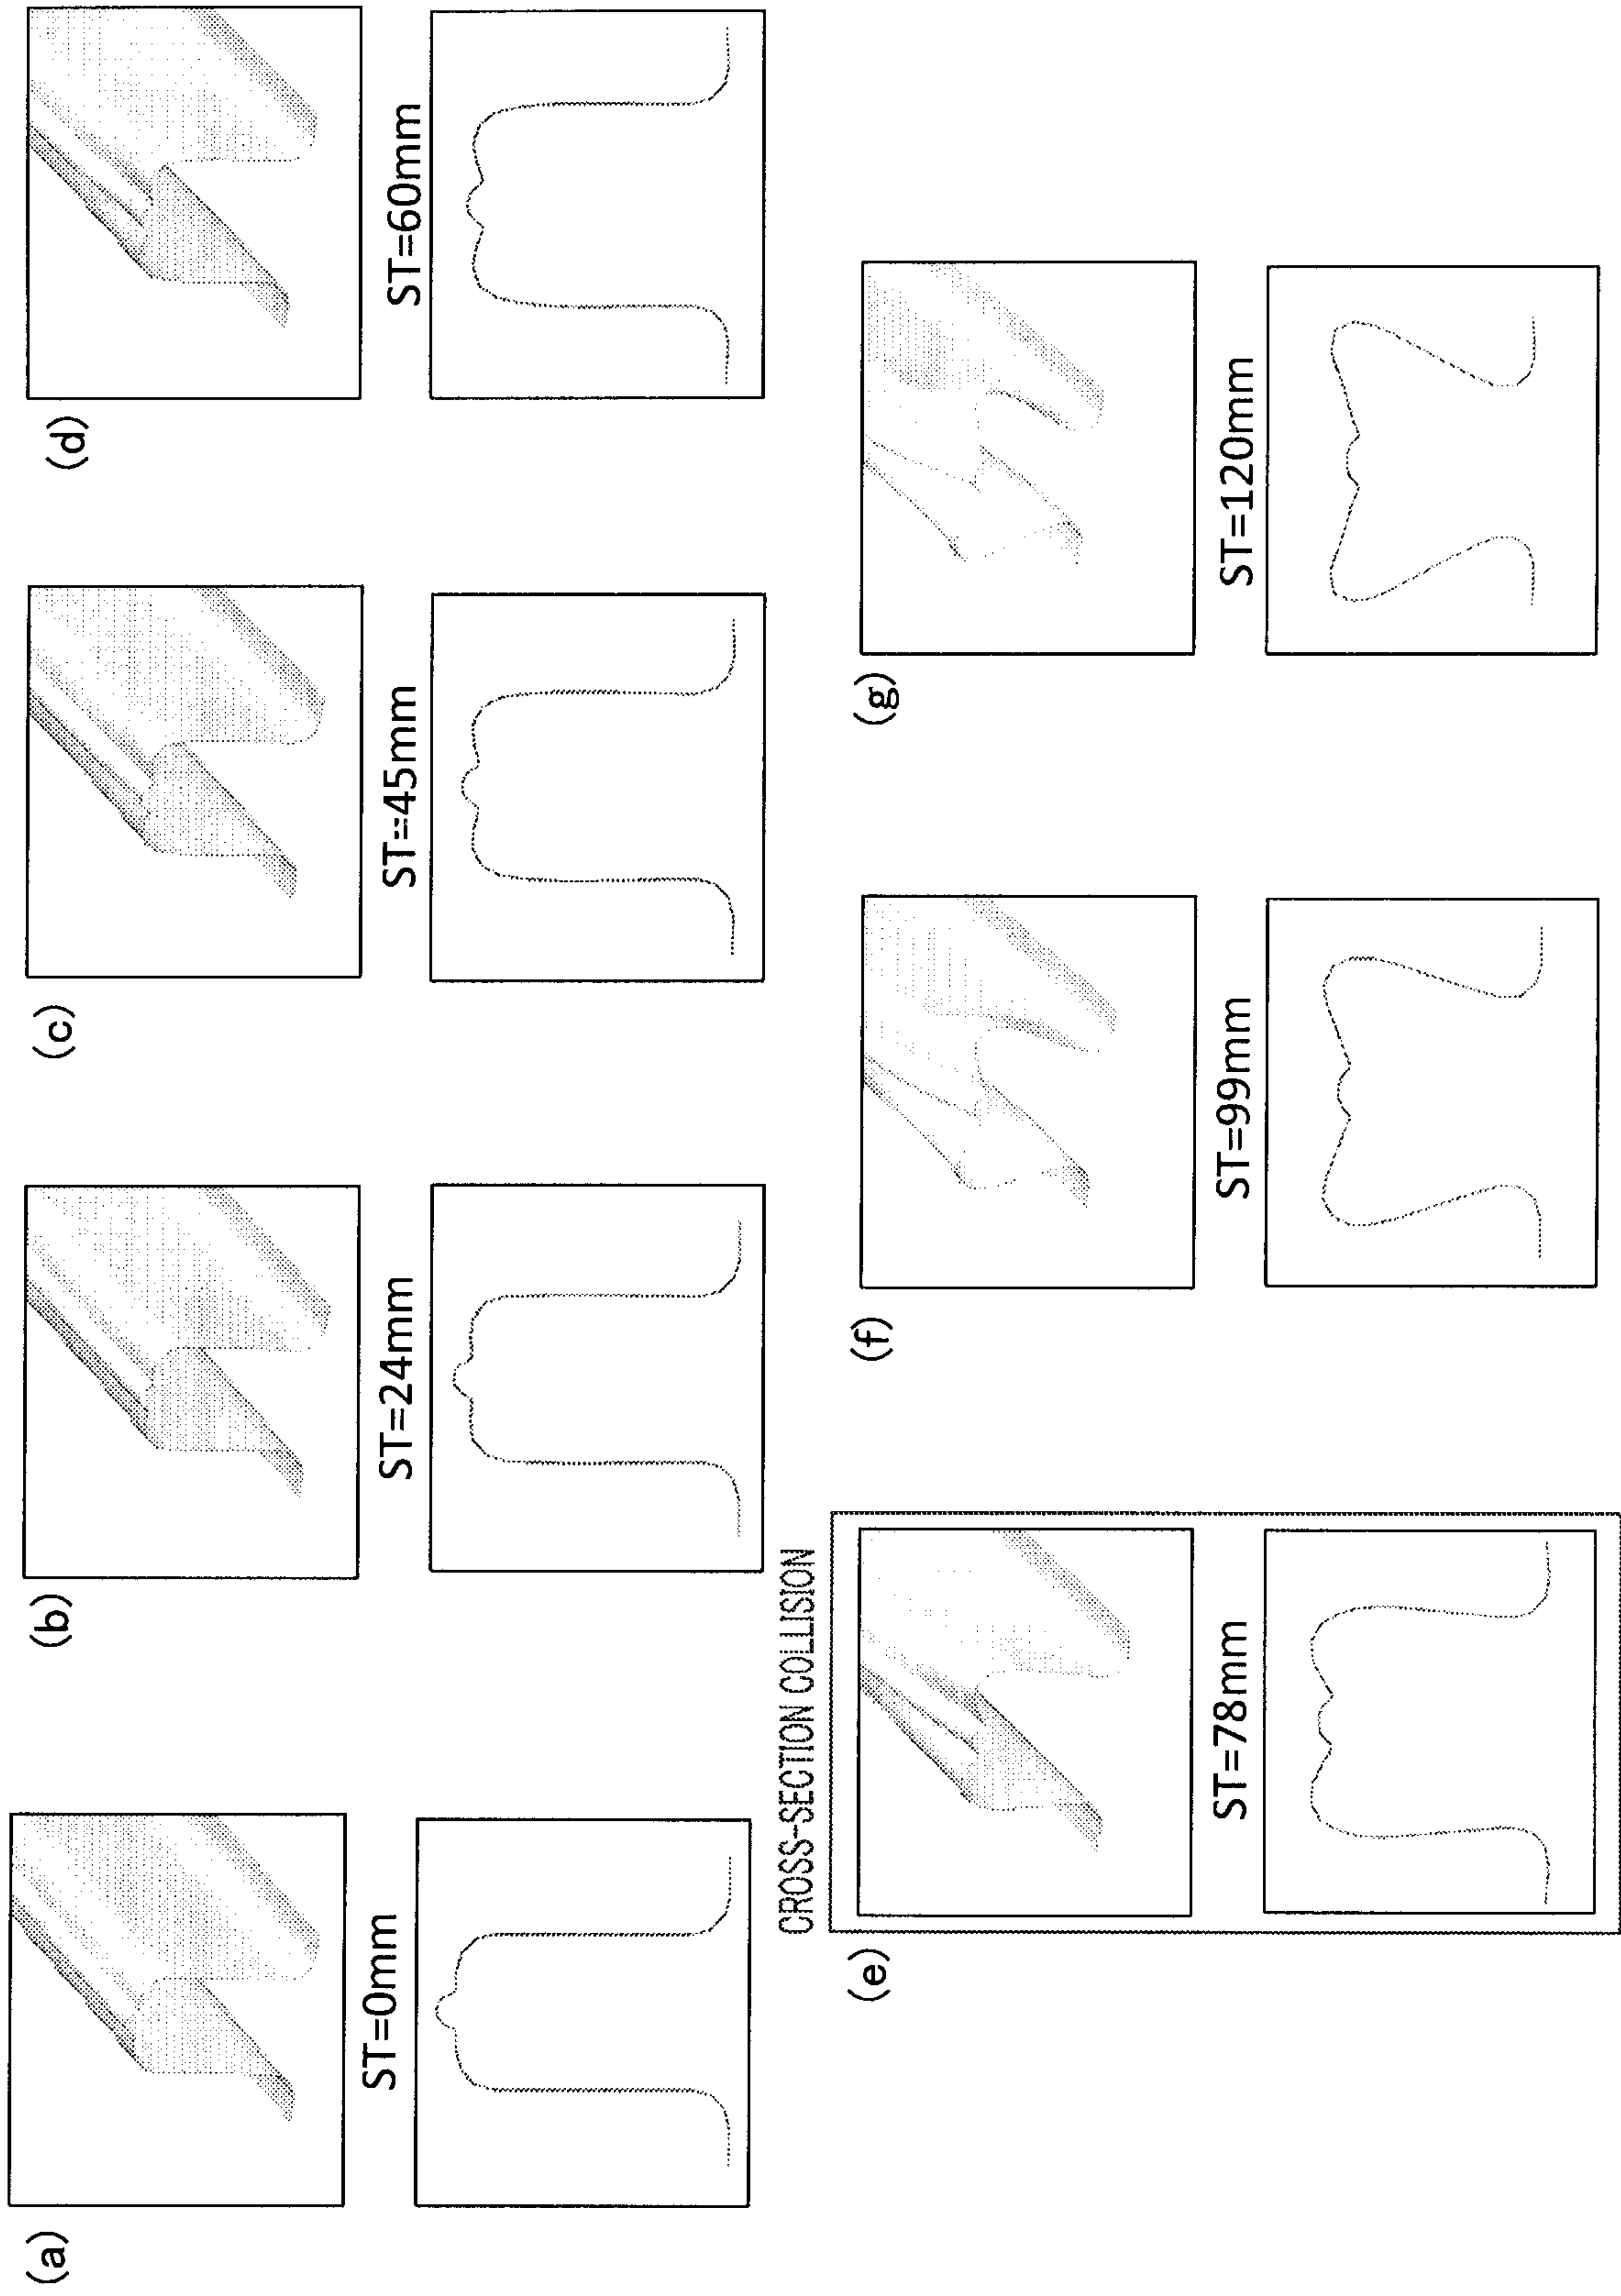 (a)
ST=0mm
(b)
ST=24mm
(c)
ST=45mm
(d)
ST=60mm
CROSS-SECTION COLLISION
(e)
ST=78mm
(f)
ST=99mm
(g)
ST=120mm